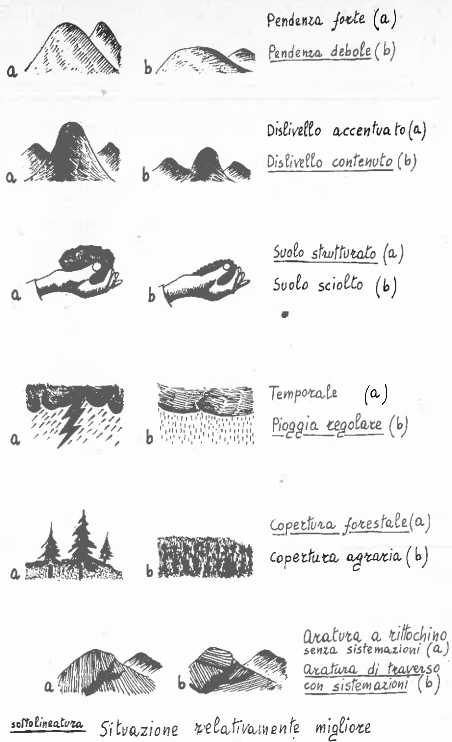 Pendenza forte (a)
a b Pendenza debole (b)
Dislivello accentuato (a)
a b Dislivello contenuto (b)
Suolo strutturato (a)
a b Suolo sciolto (b)
Temporale (a)
a b Pioggia regolare (b)
Copertura forestale (a)
a b Copertura agraria (b)
Aratura a rittochino
senza sistemazioni (a)
Aratura di traverso
a b con sistemazioni (b)
sottolineatura Situazione relativamente migliore